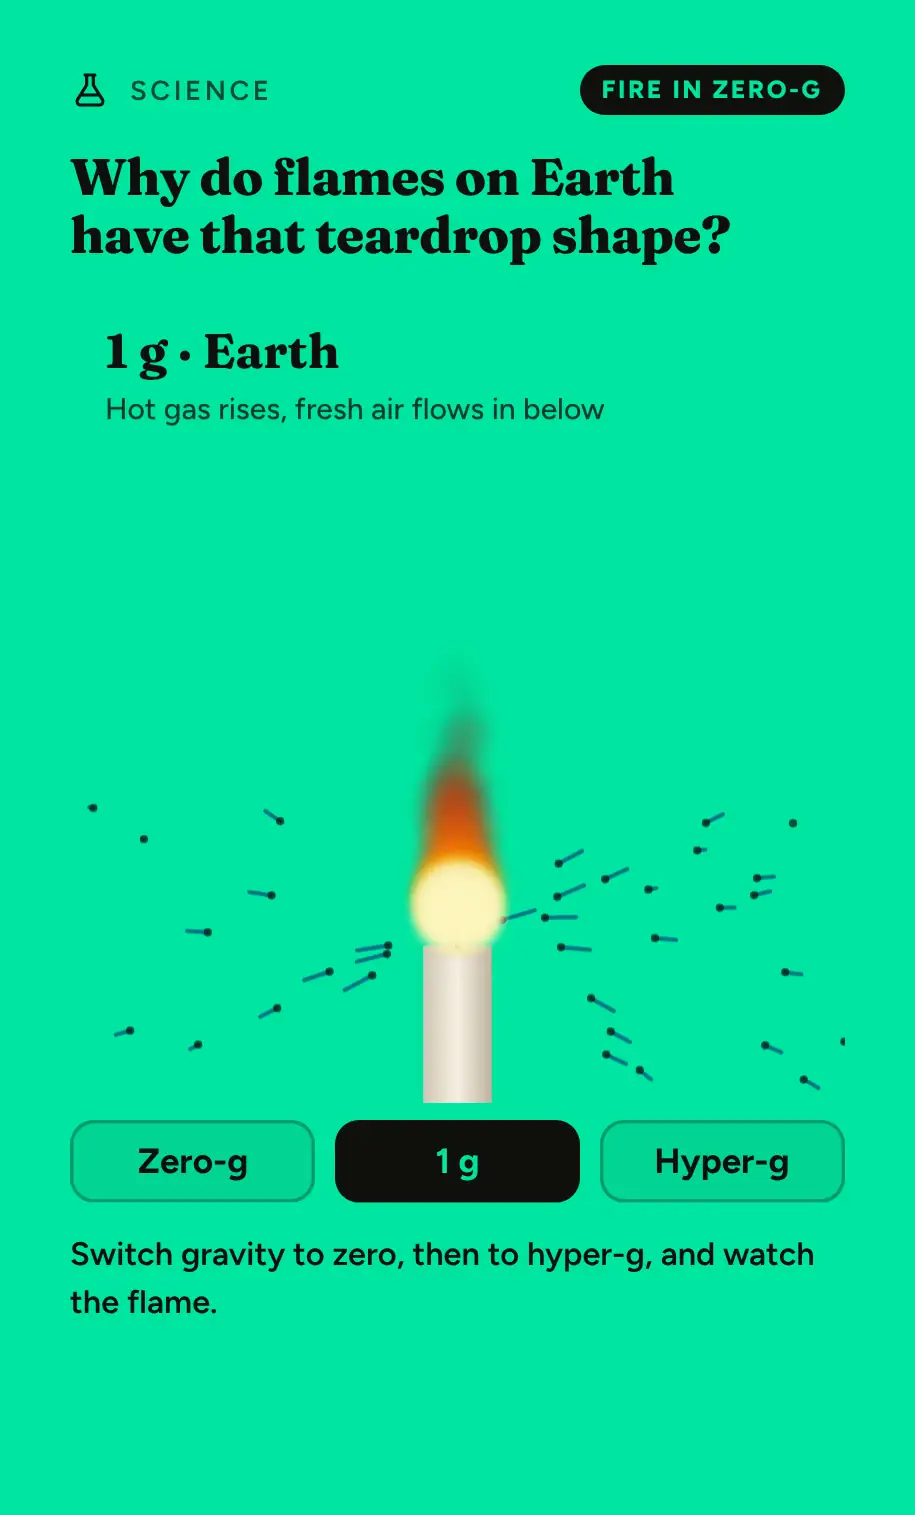 SCIENCE
FIRE IN ZERO-G
Why do flames on Earth
have that teardrop shape?
1 g · Earth
Hot gas rises, fresh air flows in below
Zero-g
1 g
Hyper-g
Switch gravity to zero, then to hyper-g, and watch
the flame.